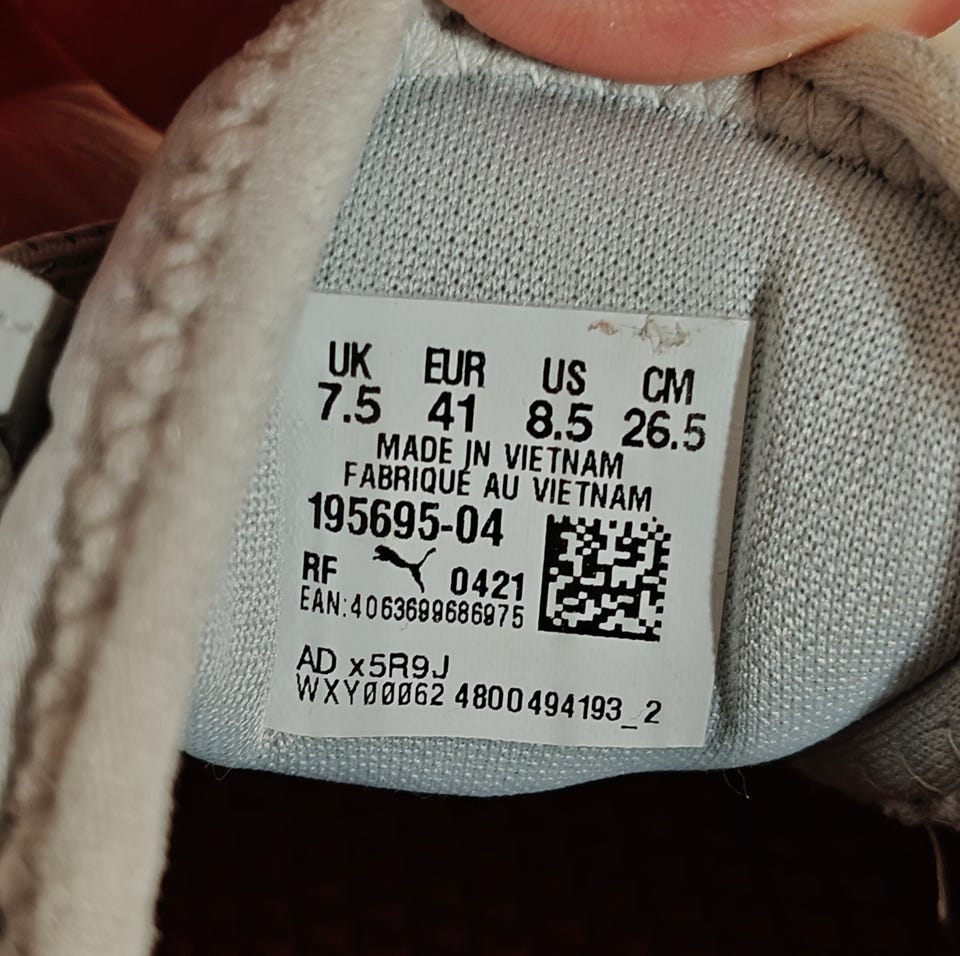 UK EUR US CM
7.5 41 8.5 26.5
MADE IN VIETNAM
FABRIQUÉ AU VIETNAM
195695-04
RF 0421
EAN:4063699686975
AD x5R9J
WXY00062 4800494193_2